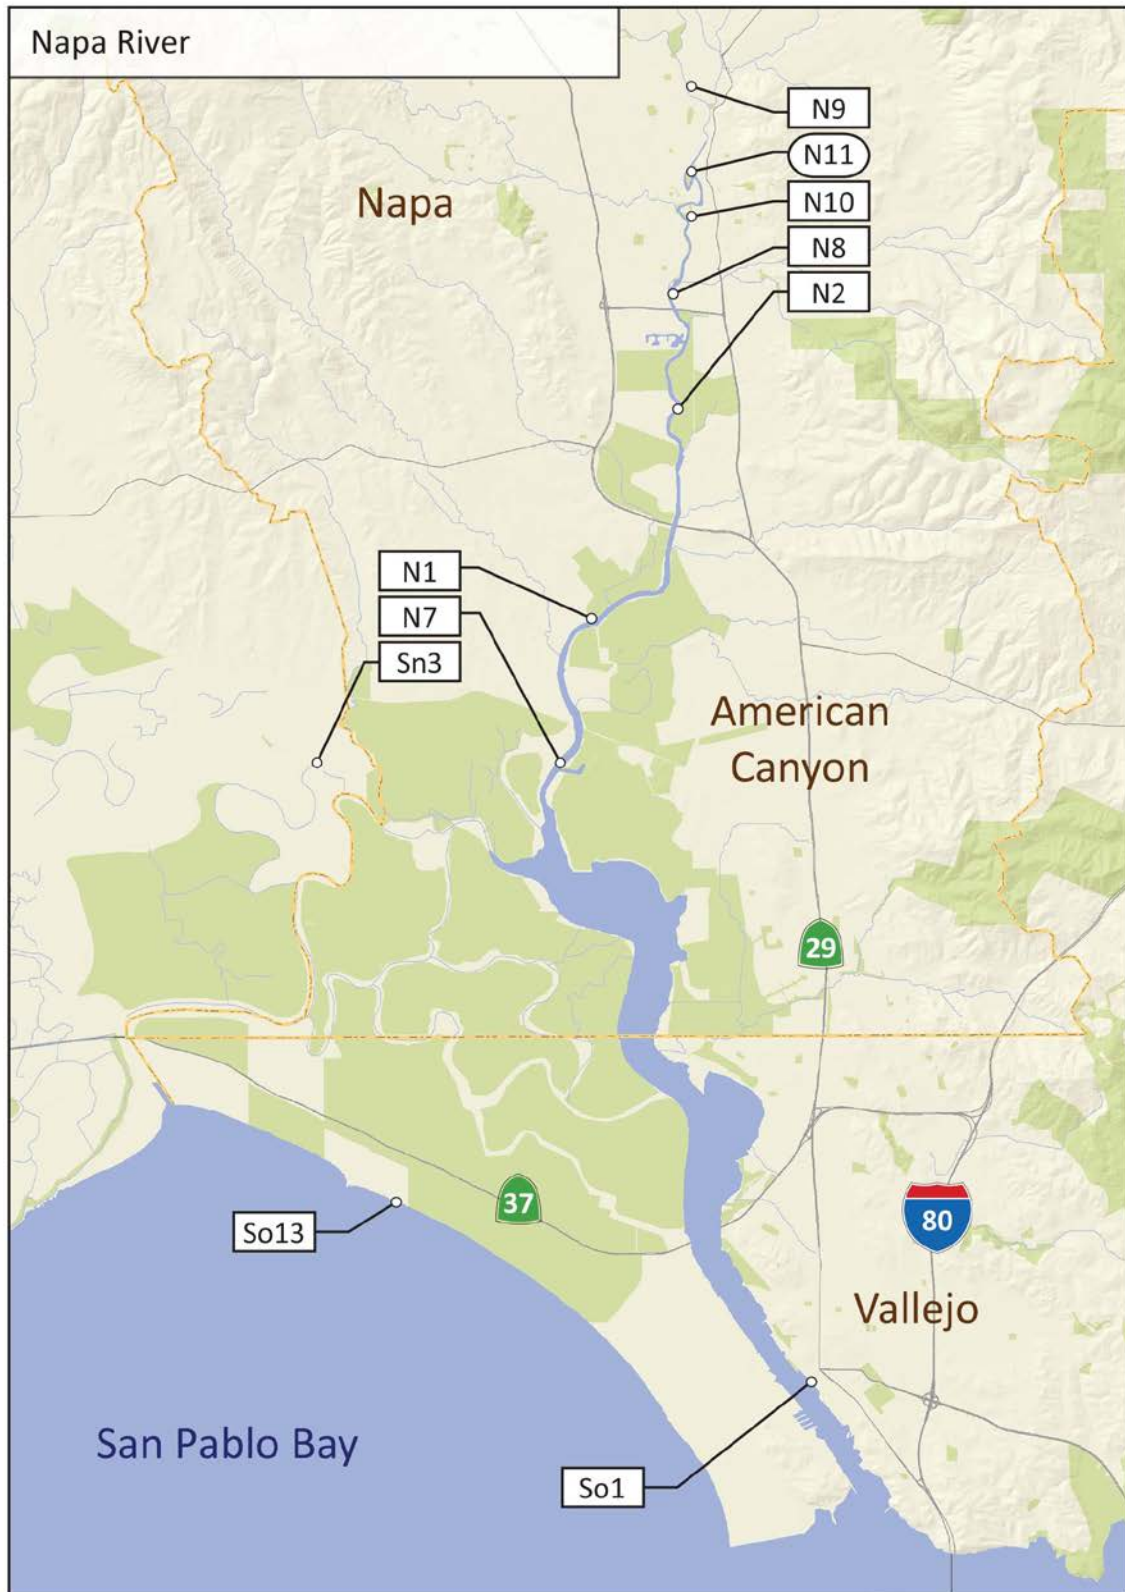 Napa River
N9
N11
Napa
N10
N8
N2
N1
N7
Sn3
American
Canyon
29
37
So13
80
Vallejo
San Pablo Bay
So1